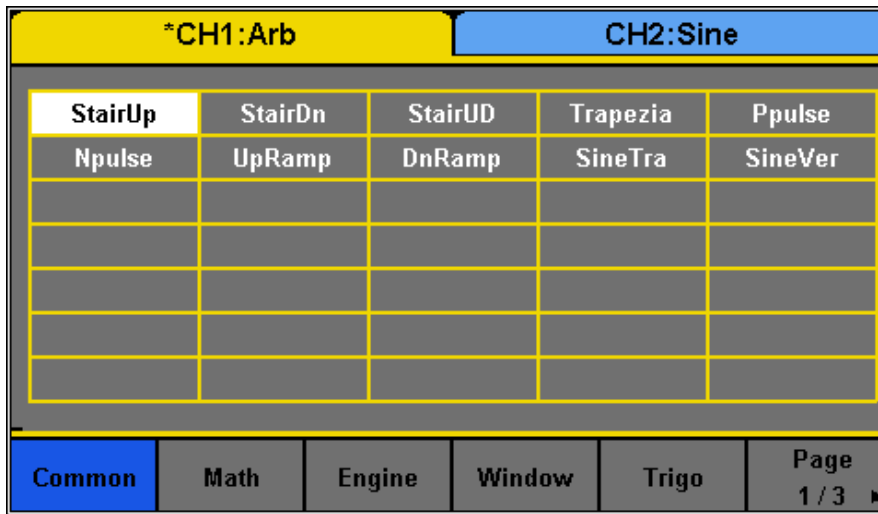 *CH1:Arb CH2:Sine
StairUp StairDn StairUD Trapezia Ppulse
Npulse UpRamp DnRamp SineTra SineVer
Common Math Engine Window Trigo Page
1/3